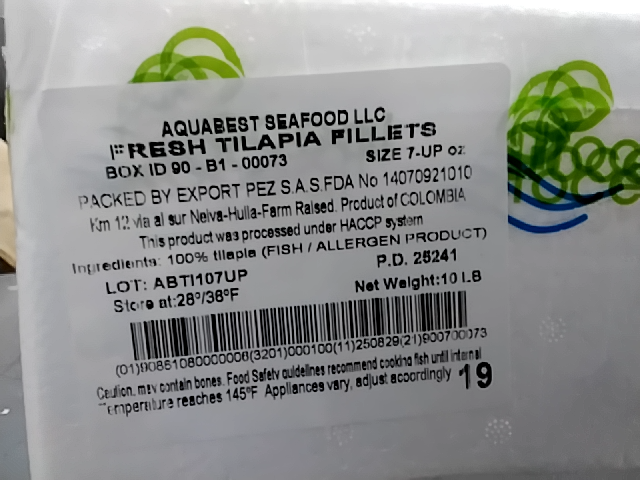 AQUABEST SEAFOOD LLC
FRESH TILAPIA FILLETS
BOX ID 90 - B1 - 00073 SIZE 7-UP oz
PACKED BY EXPORT PEZ S.A.S.FDA No 14070921010
Km 12 via al sur Neiva-Hulla-Farm Raised. Product of COLOMBIA
This product was processed under HACCP system
Ingredients: 100% tilapia (FISH / ALLERGEN PRODUCT)
LOT: ABTI107UP P.D. 25241
Store at:28°/38°F Net Weight:10 LB
(01)90861080000008(3201)000100(11)250829(21)900700073
Caution, may contain bones. Food Safety guidelines recommend cooking fish until internal
Temperature reaches 145°F Appliances vary, adjust accordingly 19